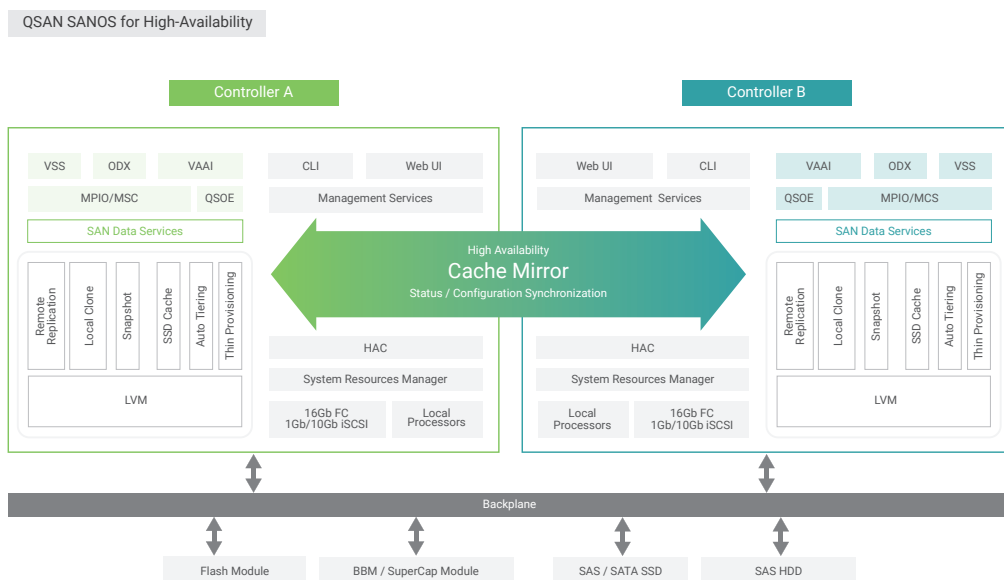 QSAN SANOS for High-Availability
Controller A
Controller B
VSS
ODX
VAAI
CLI
Web UI
MPIO/MSC
QSOE
Management Services
SAN Data Services
Remote
Replication
Local Clone
Snapshot
SSD Cache
Auto Tiering
Thin Provisioning
LVM
High Availability
Cache Mirror
Status / Configuration Synchronization
HAC
System Resources Manager
16Gb FC
1Gb/10Gb iSCSI
Local
Processors
Web UI
CLI
VAAI
ODX
VSS
Management Services
QSOE
MPIO/MCS
SAN Data Services
HAC
System Resources Manager
Local
Processors
16Gb FC
1Gb/10Gb iSCSI
Remote
Replication
Local Clone
Snapshot
SSD Cache
Auto Tiering
Thin Provisioning
LVM
Backplane
Flash Module
BBM / SuperCap Module
SAS / SATA SSD
SAS HDD